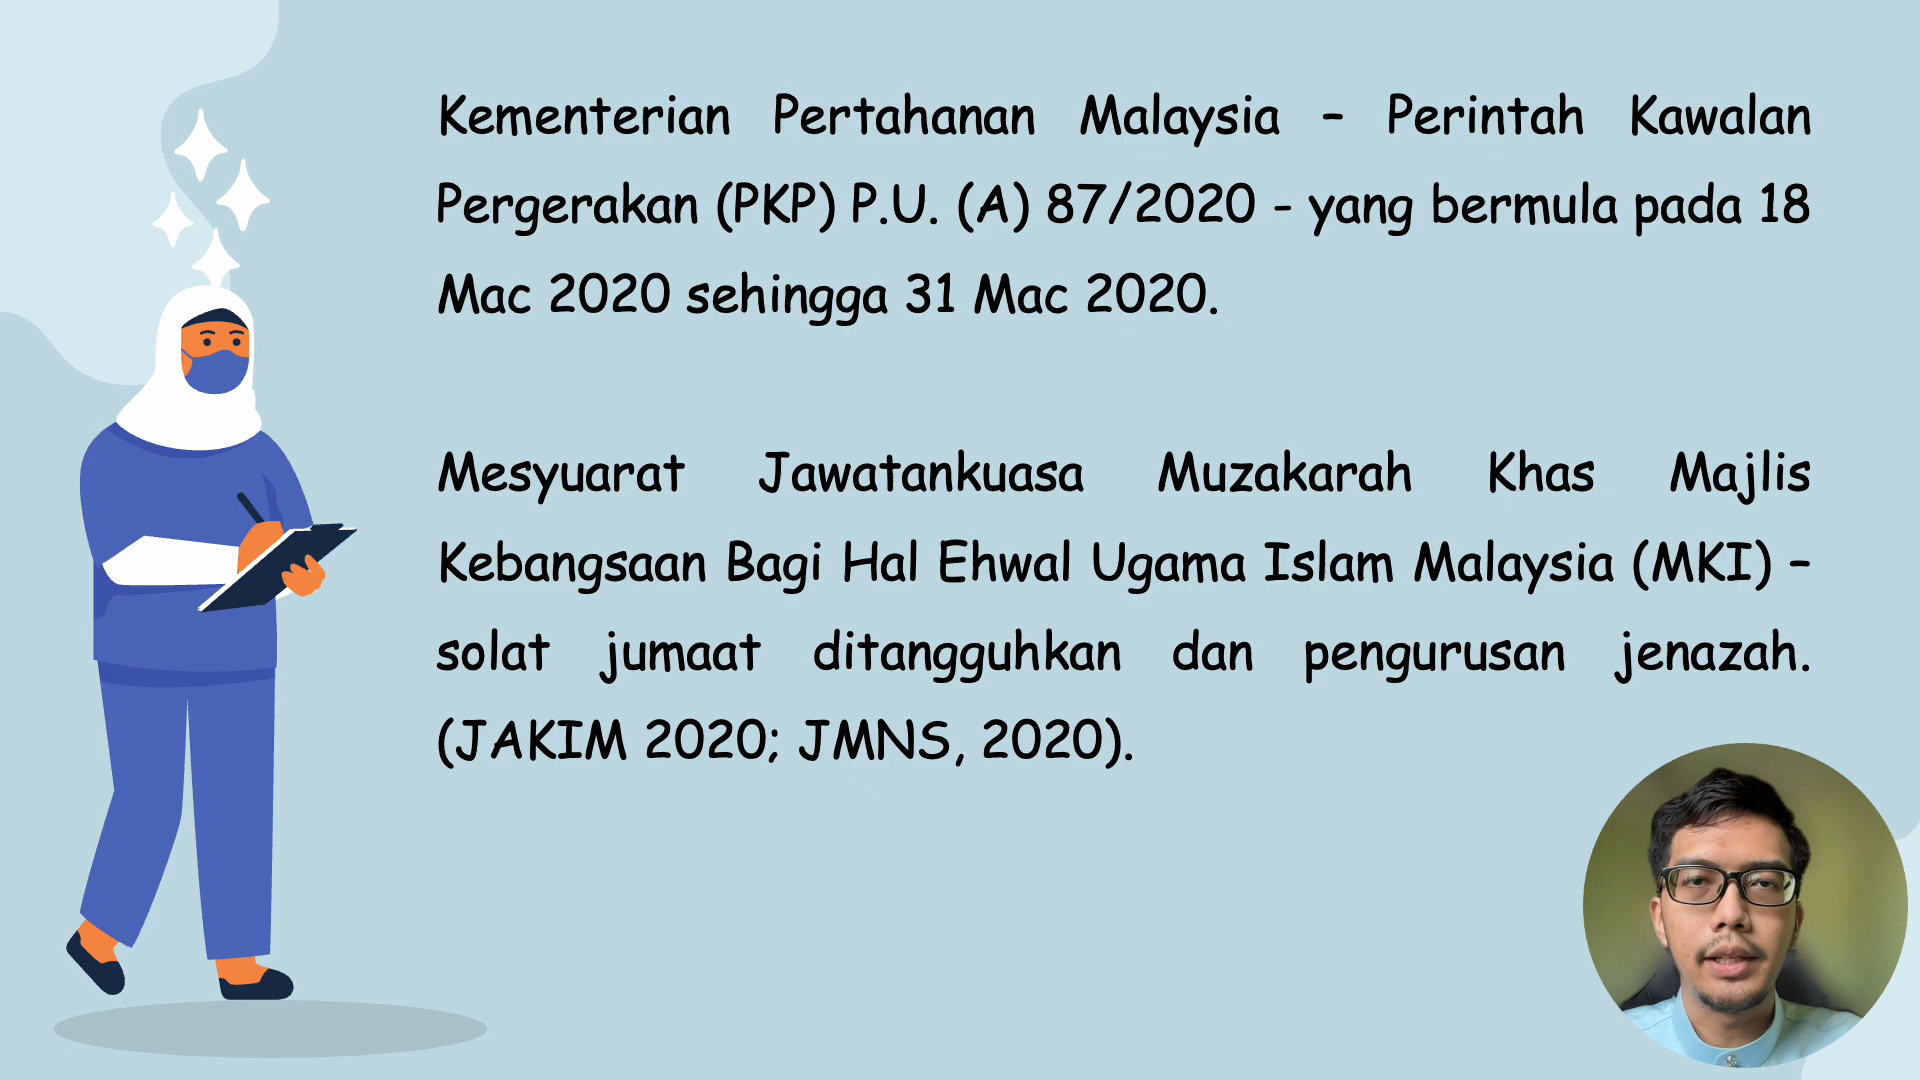 Kementerian Pertahanan Malaysia – Perintah Kawalan
Pergerakan (PKP) P.U. (A) 87/2020 - yang bermula pada 18
Mac 2020 sehingga 31 Mac 2020.
Mesyuarat Jawatankuasa Muzakarah Khas Majlis
Kebangsaan Bagi Hal Ehwal Ugama Islam Malaysia (MKI) –
solat jumaat ditangguhkan dan pengurusan jenazah.
(JAKIM 2020; JMNS, 2020).